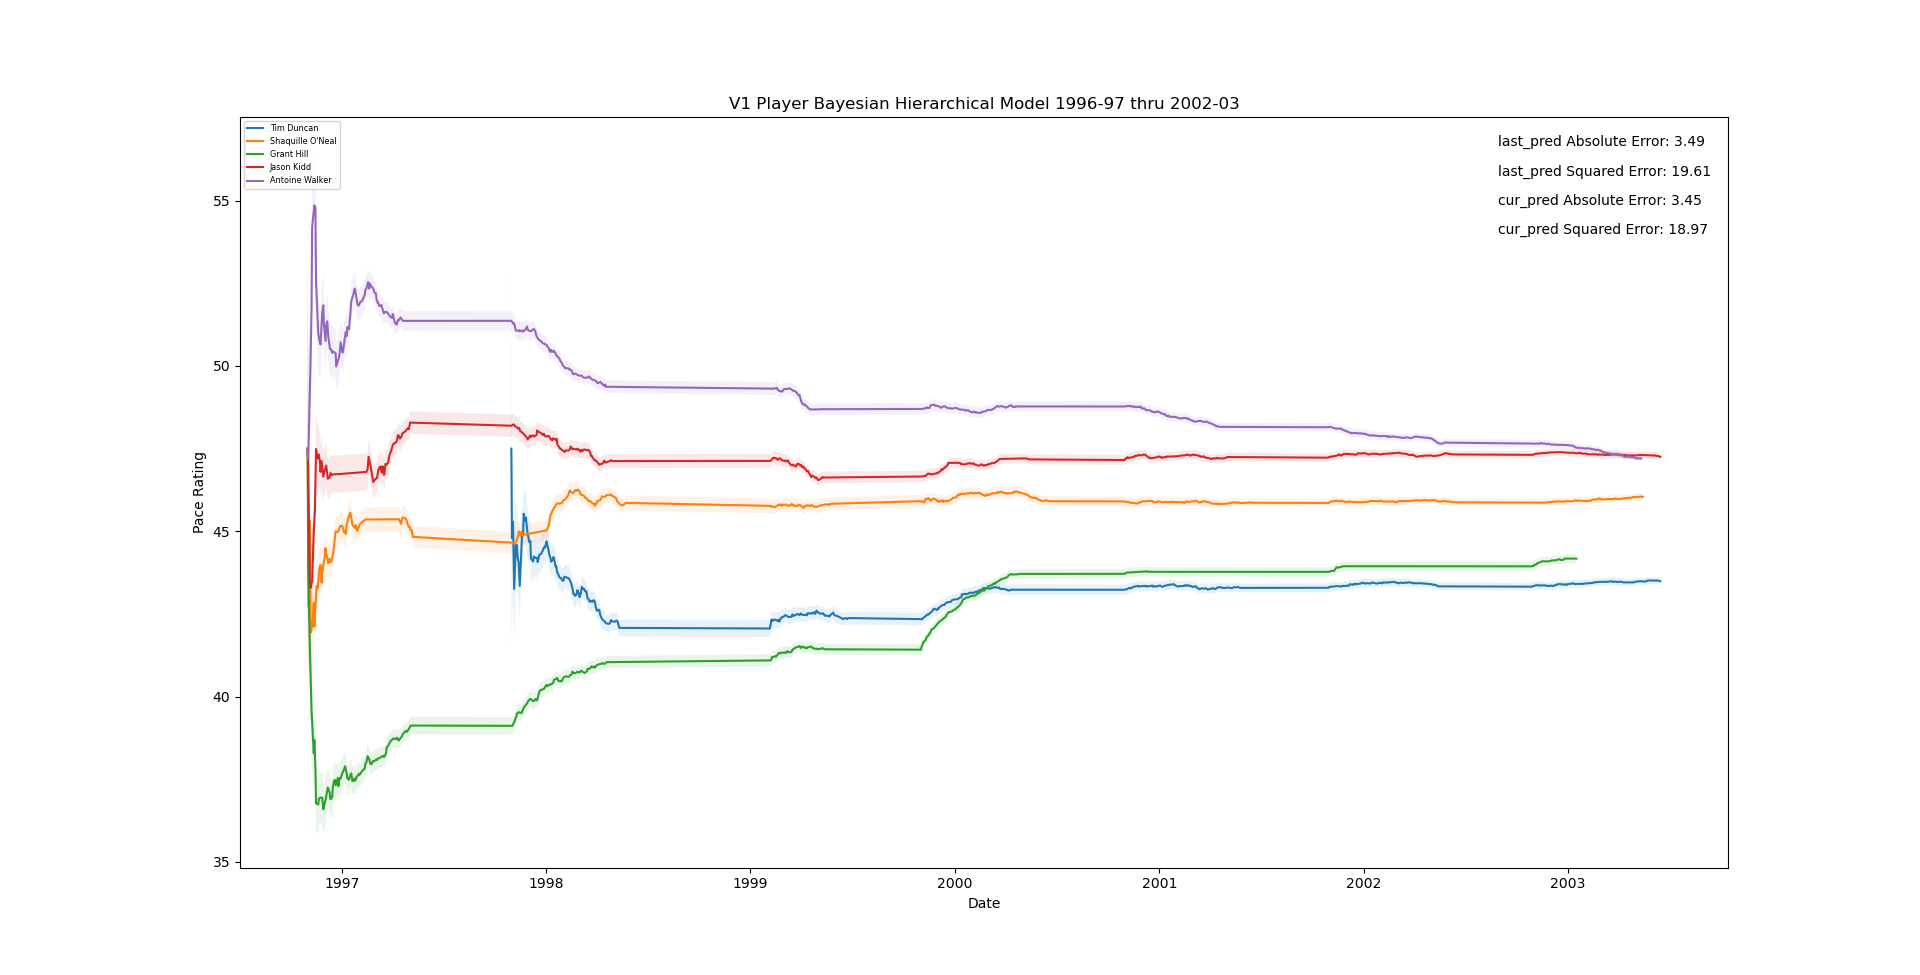 V1 Player Bayesian Hierarchical Model 1996-97 thru 2002-03
Tim Duncan
Shaquille O'Neal
Grant Hill
Jason Kidd
Antoine Walker
last_pred Absolute Error: 3.49
last_pred Squared Error: 19.61
cur_pred Absolute Error: 3.45
cur_pred Squared Error: 18.97
Pace Rating
55
50
45
40
35
1997 1998 1999 2000 2001 2002 2003
Date